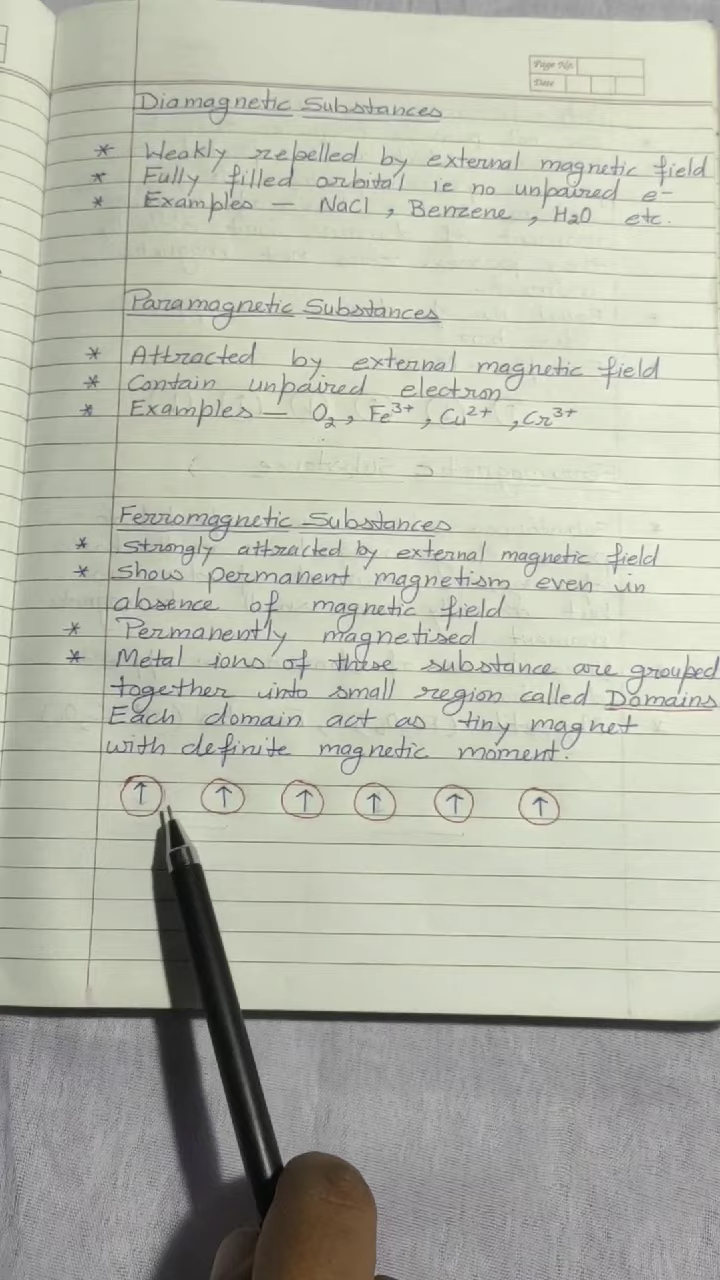 Page No.
Date
Diamagnetic Substances
* Weakly repelled by external magnetic field
* Fully filled orbital ie no unpaired e-
* Examples - NaCl, Benzene, H₂O etc.
Paramagnetic Substances
* Attracted by external magnetic field
* Contain unpaired electron
* Examples - O₂, Fe³⁺, Cu²⁺, Cr³⁺
Ferromagnetic Substances
* Strongly attracted by external magnetic field
* Show permanent magnetism even in
absence of magnetic field
* Permanently magnetised
* Metal ions of these substance are grouped
together into small region called Domains
Each domain act as tiny magnet
with definite magnetic moment.
↑ ↑ ↑ ↑ ↑ ↑